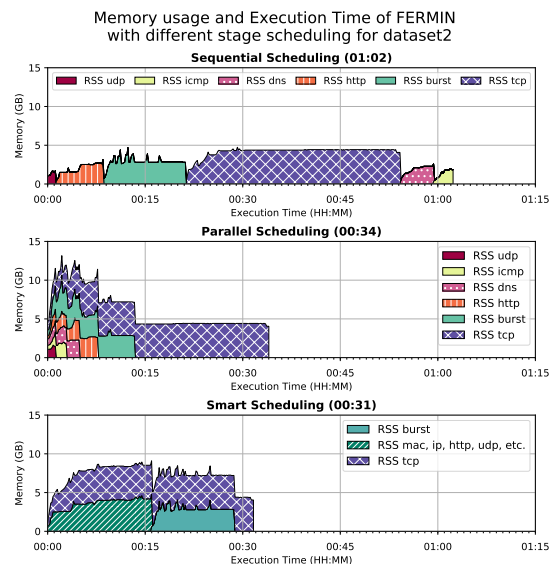 Memory usage and Execution Time of FERMIN
with different stage scheduling for dataset2
Sequential Scheduling (01:02)
RSS udp RSS icmp RSS dns RSS http RSS burst RSS tcp
Memory (GB)
15
10
5
0
00:00 00:15 00:30 00:45 01:00 01:15
Execution Time (HH:MM)
Parallel Scheduling (00:34)
RSS udp
RSS icmp
RSS dns
RSS http
RSS burst
RSS tcp
Memory (GB)
15
10
5
0
00:00 00:15 00:30 00:45 01:00 01:15
Execution Time (HH:MM)
Smart Scheduling (00:31)
RSS burst
RSS mac, ip, http, udp, etc.
RSS tcp
Memory (GB)
15
10
5
0
00:00 00:15 00:30 00:45 01:00 01:15
Execution Time (HH:MM)